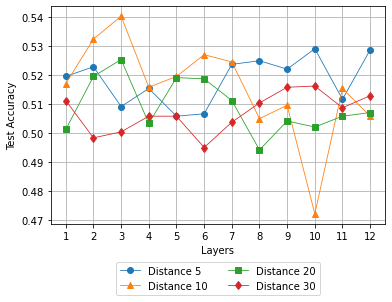 0.54
0.53
0.52
0.51
0.50
0.49
0.48
0.47
Test Accuracy
1 2 3 4 5 6 7 8 9 10 11 12
Layers
Distance 5 Distance 20
Distance 10 Distance 30